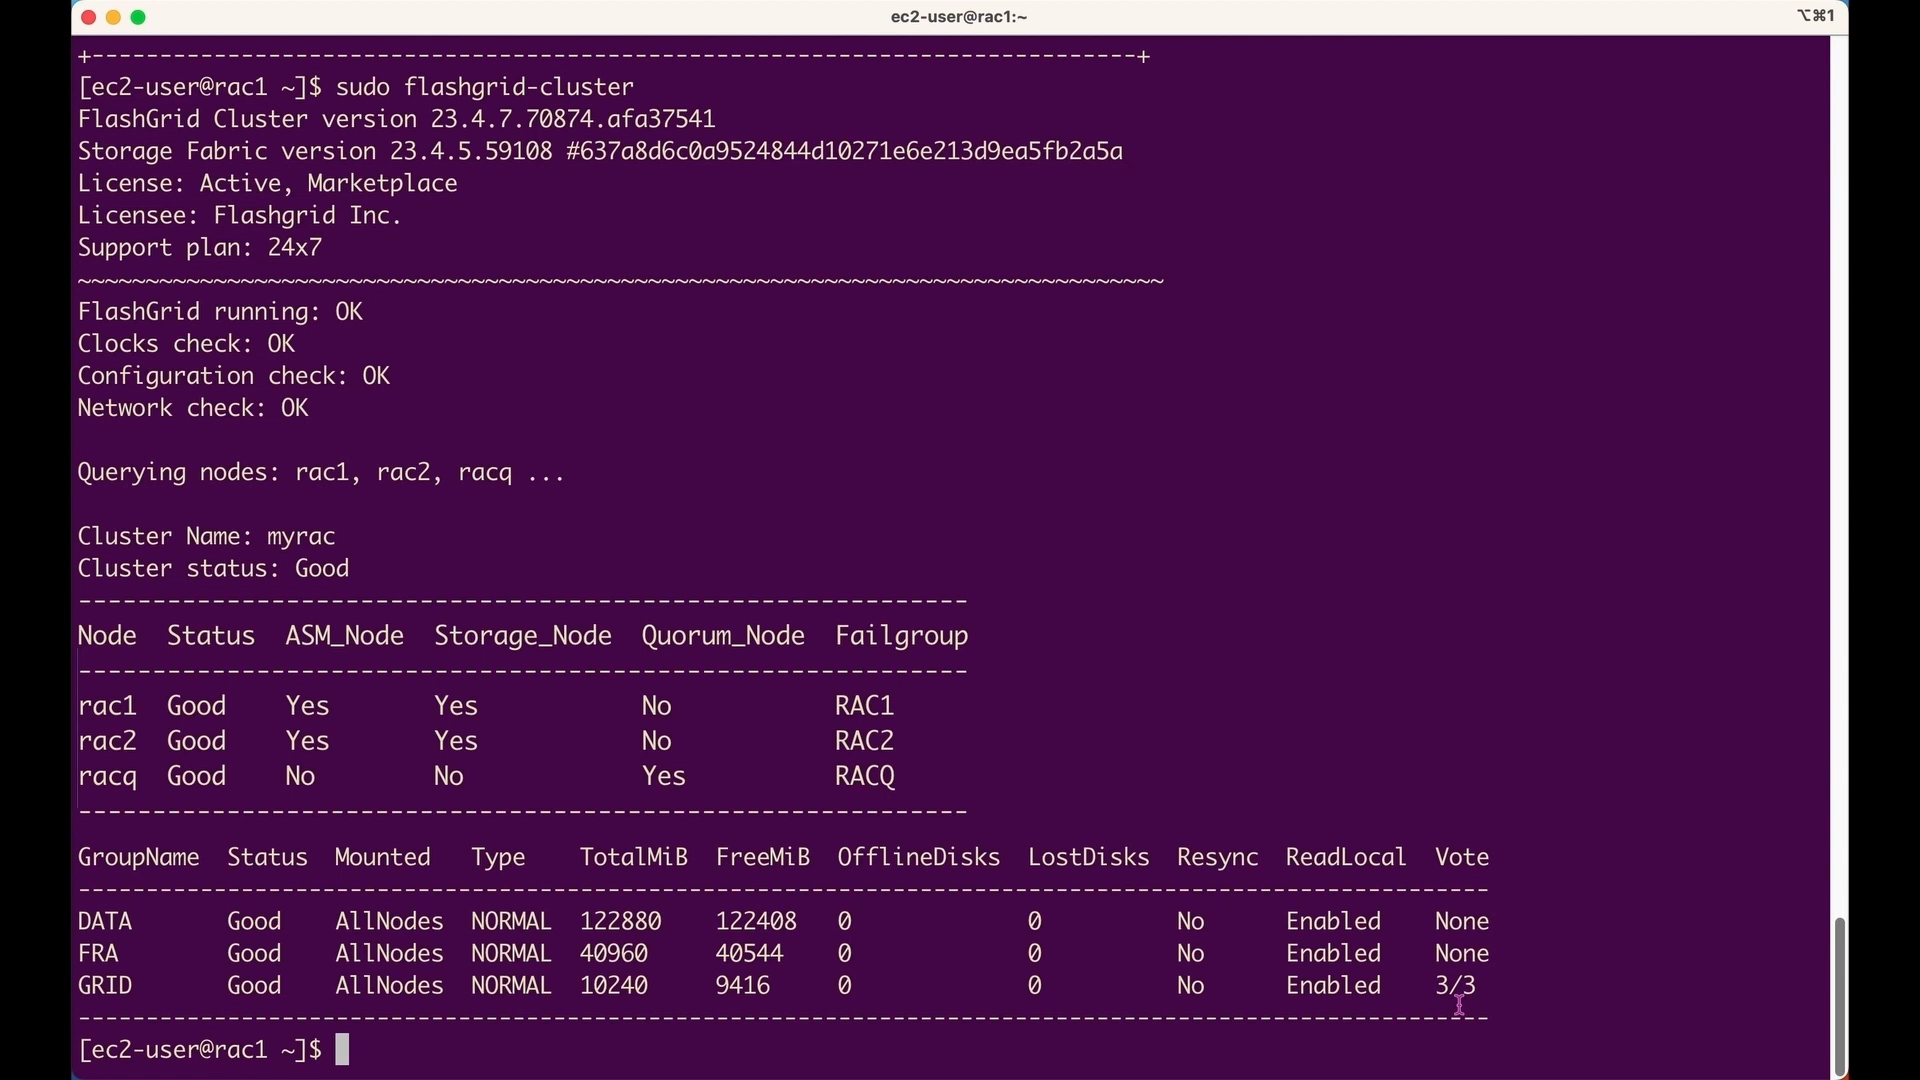 ec2-user@rac1:~
⌥⌘1
+-----------------------------------------------------------------------------+
[ec2-user@rac1 ~]$ sudo flashgrid-cluster
FlashGrid Cluster version 23.4.7.70874.afa37541
Storage Fabric version 23.4.5.59108 #637a8d6c0a9524844d10271e6e213d9ea5fb2a5a
License: Active, Marketplace
Licensee: Flashgrid Inc.
Support plan: 24x7
~~~~~~~~~~~~~~~~~~~~~~~~~~~~~~~~~~~~~~~~~~~~~~~~~~~~~~~~~~~~~~~~~~~~~~~~~~~~~~~~
FlashGrid running: OK
Clocks check: OK
Configuration check: OK
Network check: OK
Querying nodes: rac1, rac2, racq ...
Cluster Name: myrac
Cluster status: Good
------------------------------------------------------------
Node  Status  ASM_Node  Storage_Node  Quorum_Node  Failgroup
------------------------------------------------------------
rac1  Good    Yes       Yes           No           RAC1
rac2  Good    Yes       Yes           No           RAC2
racq  Good    No        No            Yes          RACQ
------------------------------------------------------------
GroupName  Status  Mounted   Type    TotalMiB  FreeMiB  OfflineDisks  LostDisks  Resync  ReadLocal  Vote
--------------------------------------------------------------------------------------------------------
DATA       Good    AllNodes  NORMAL  122880    122408   0             0          No      Enabled    None
FRA        Good    AllNodes  NORMAL  40960     40544    0             0          No      Enabled    None
GRID       Good    AllNodes  NORMAL  10240     9416     0             0          No      Enabled    3/3
--------------------------------------------------------------------------------------------------------
[ec2-user@rac1 ~]$